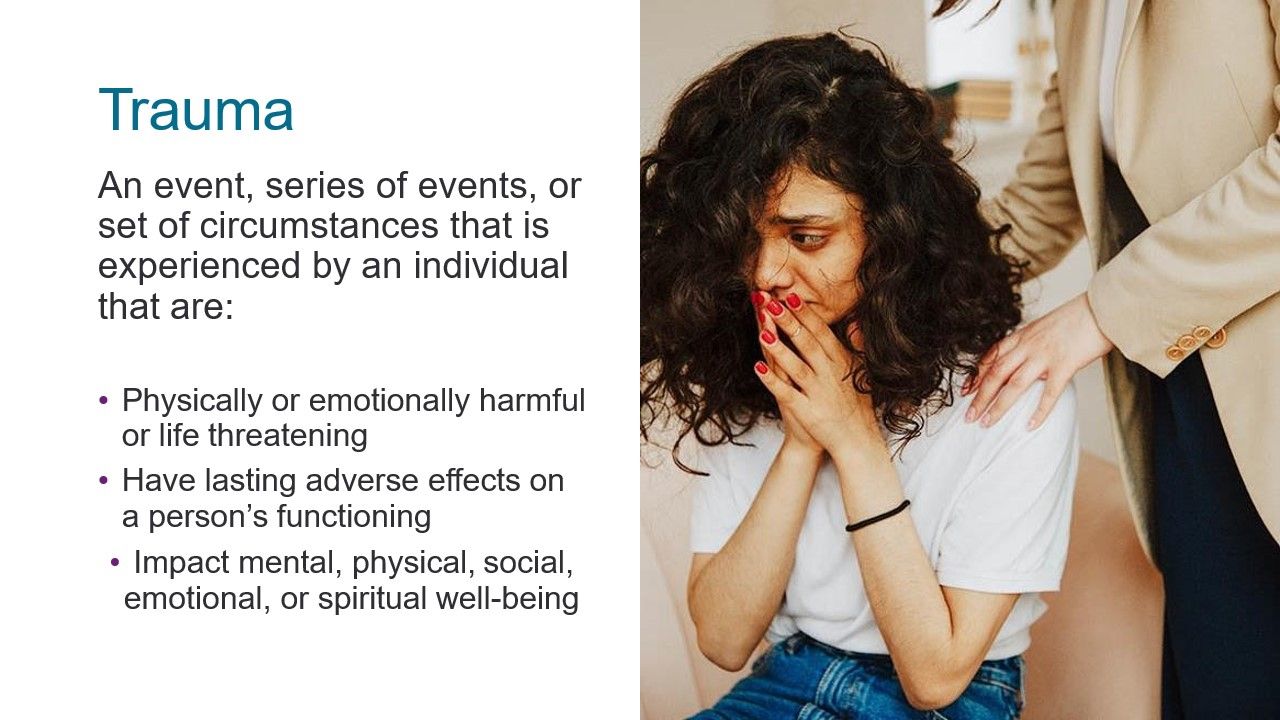 Trauma
An event, series of events, or
set of circumstances that is
experienced by an individual
that are:
• Physically or emotionally harmful
or life threatening
• Have lasting adverse effects on
a person’s functioning
• Impact mental, physical, social,
emotional, or spiritual well-being